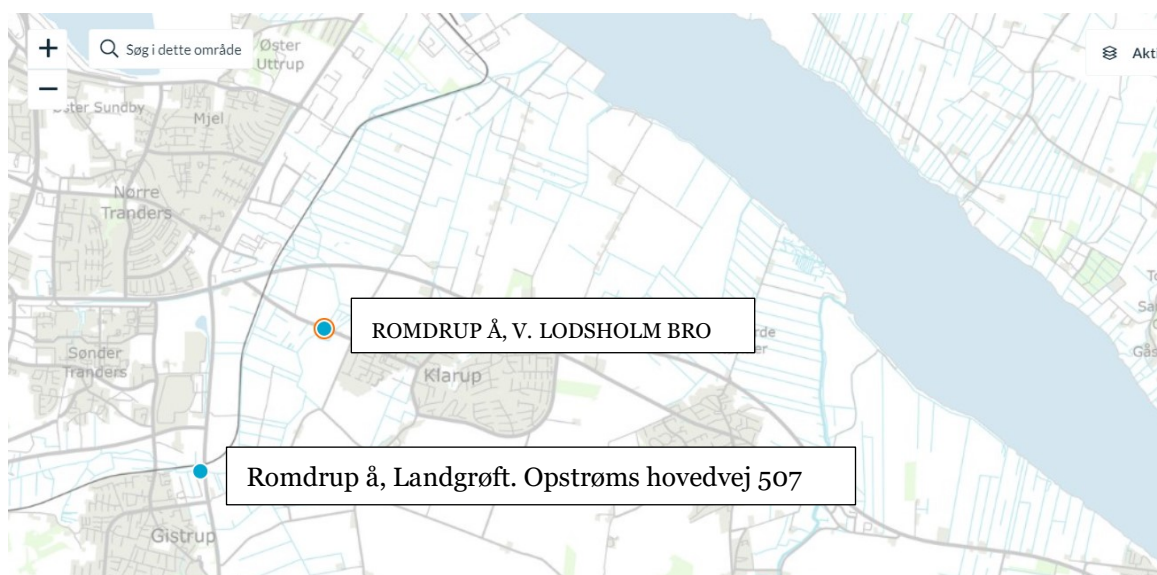 Søg i dette område
Øster
Uttrup
Akti
Øster Sundby
Mjel
Nørre
Tranders
ROMDRUP Å, V. LODSHOLM BRO
Sønder
Tranders
Klarup
Romdrup å, Landgrøft. Opstrøms hovedvej 507
Gistrup